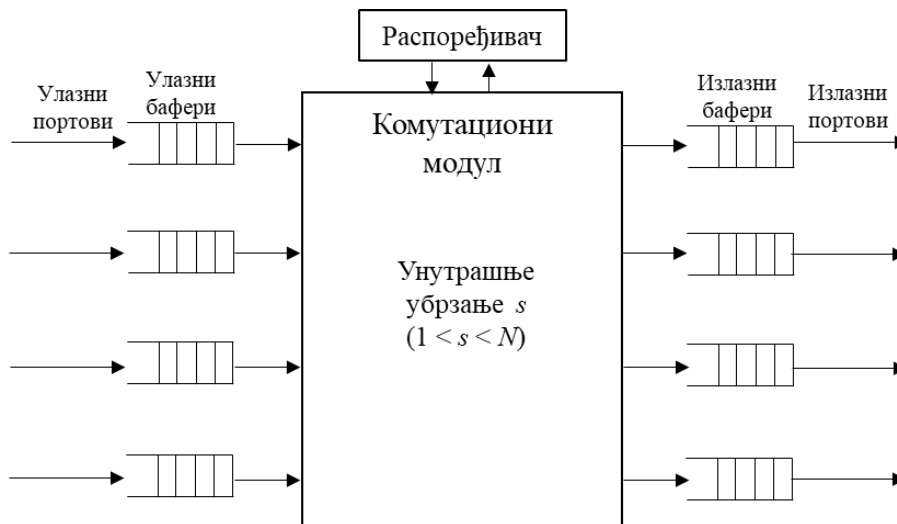 Распоређивач
Улазни
портови
Улазни
бафери
Комутациони
модул
Унутрашње
убрзање s
(1 < s < N)
Излазни
бафери
Излазни
портови